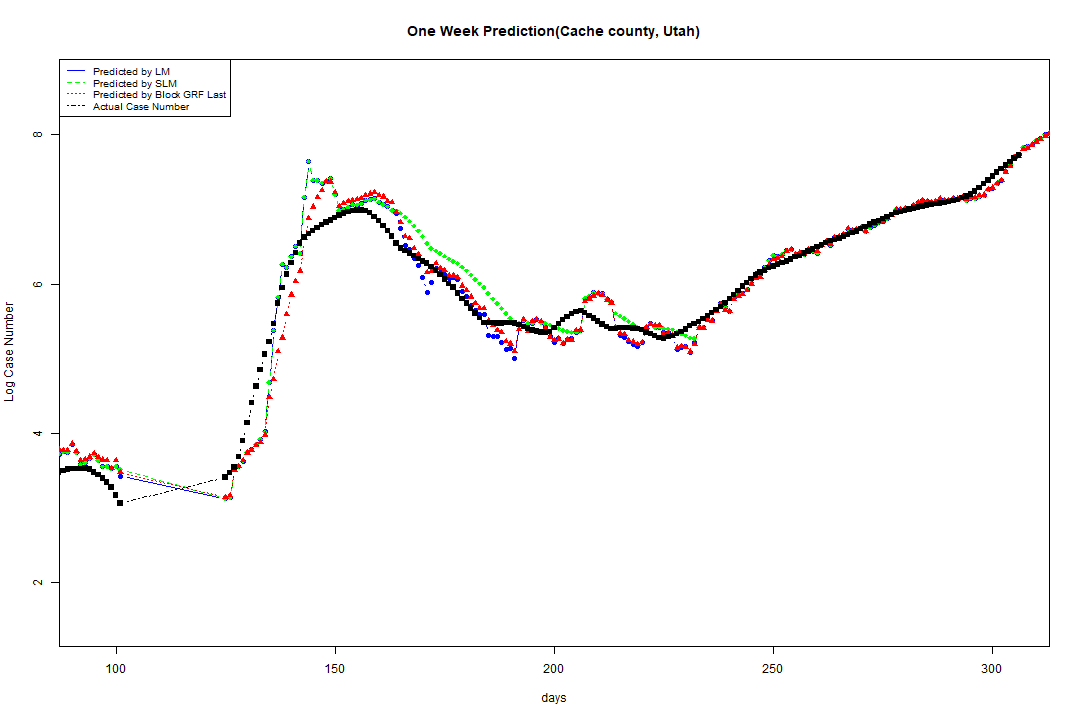 One Week Prediction(Cache county, Utah)
Predicted by LM
Predicted by SLM
Predicted by Block GRF Last
Actual Case Number
Log Case Number
8
6
4
2
100 150 200 250 300
days